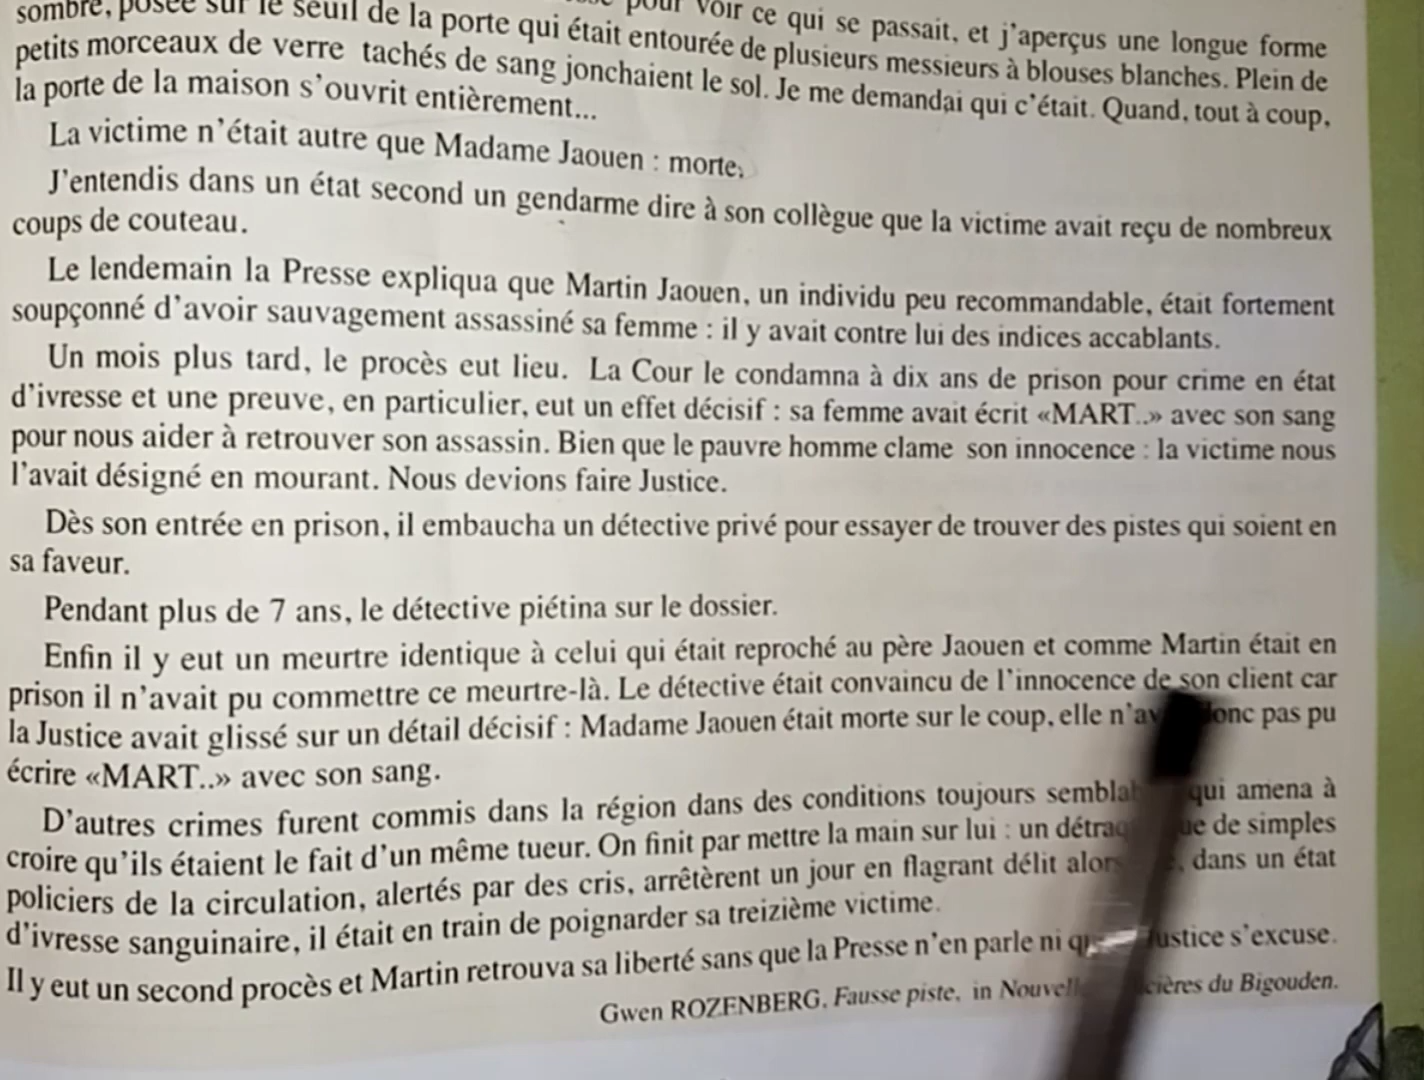 pour voir ce qui se passait, et j'aperçus une longue forme
sombre, posée sur le seuil de la porte qui était entourée de plusieurs messieurs à blouses blanches. Plein de
petits morceaux de verre tachés de sang jonchaient le sol. Je me demandai qui c'était. Quand, tout à coup,
la porte de la maison s'ouvrit entièrement...
La victime n'était autre que Madame Jaouen : morte.
J'entendis dans un état second un gendarme dire à son collègue que la victime avait reçu de nombreux
coups de couteau.
Le lendemain la Presse expliqua que Martin Jaouen, un individu peu recommandable, était fortement
soupçonné d'avoir sauvagement assassiné sa femme : il y avait contre lui des indices accablants.
Un mois plus tard, le procès eut lieu. La Cour le condamna à dix ans de prison pour crime en état
d'ivresse et une preuve, en particulier, eut un effet décisif : sa femme avait écrit «MART..» avec son sang
pour nous aider à retrouver son assassin. Bien que le pauvre homme clame son innocence : la victime nous
l'avait désigné en mourant. Nous devions faire Justice.
Dès son entrée en prison, il embaucha un détective privé pour essayer de trouver des pistes qui soient en
sa faveur.
Pendant plus de 7 ans, le détective piétina sur le dossier.
Enfin il y eut un meurtre identique à celui qui était reproché au père Jaouen et comme Martin était en
prison il n'avait pu commettre ce meurtre-là. Le détective était convaincu de l'innocence de son client car
la Justice avait glissé sur un détail décisif : Madame Jaouen était morte sur le coup, elle donc pas pu
écrire «MART..» avec son sang.
D'autres crimes furent commis dans la région dans des conditions toujours qui amena à
croire qu'ils étaient le fait d'un même tueur. On finit par mettre la main sur lui : un de simples
policiers de la circulation, alertés par des cris, arrêtèrent un jour en flagrant délit dans un état
d'ivresse sanguinaire, il était en train de poignarder sa treizième victime.
Il y eut un second procès et Martin retrouva sa liberté sans que la Presse n'en parle ni Justice s'excuse.
Gwen ROZENBERG, Fausse piste, in du Bigouden.